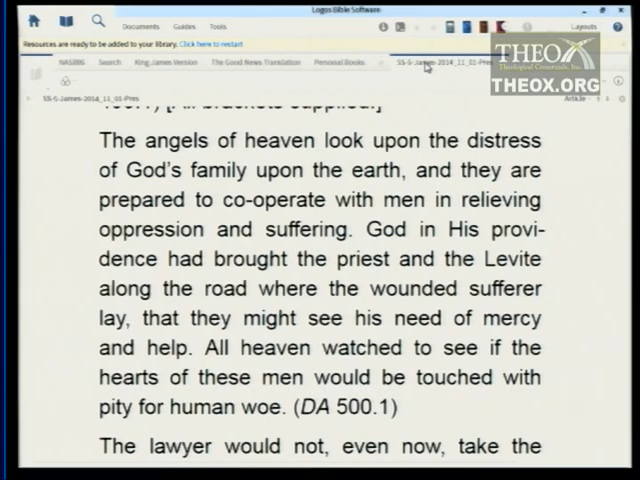 Logos Bible Software
Documents Guides Tools Layouts
Resources are ready to be added to your library. Click here to restart
NASB95 Search King James Version The Good News Translation Personal Books SS-S-James-2014_11_01-Pres
THEOX
Theological Crossroads, Inc.
THEOX.ORG
SS-S-James-2014_11_01-Pres Article
[All brackets supplied.]
The angels of heaven look upon the distress
of God's family upon the earth, and they are
prepared to co-operate with men in relieving
oppression and suffering. God in His provi-
dence had brought the priest and the Levite
along the road where the wounded sufferer
lay, that they might see his need of mercy
and help. All heaven watched to see if the
hearts of these men would be touched with
pity for human woe. (DA 500.1)
The lawyer would not, even now, take the